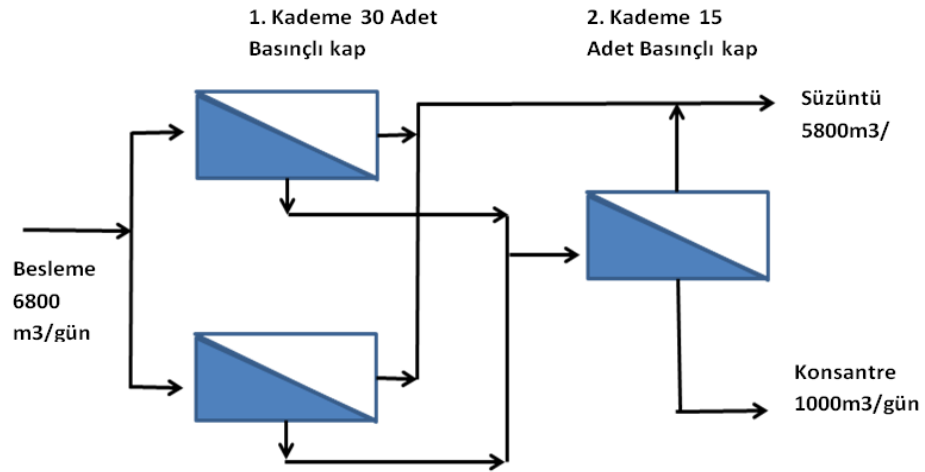 1. Kademe 30 Adet
Basınçlı kap
2. Kademe 15
Adet Basınçlı kap
Süzüntü
5800m3/
Besleme
6800
m3/gün
Konsantre
1000m3/gün